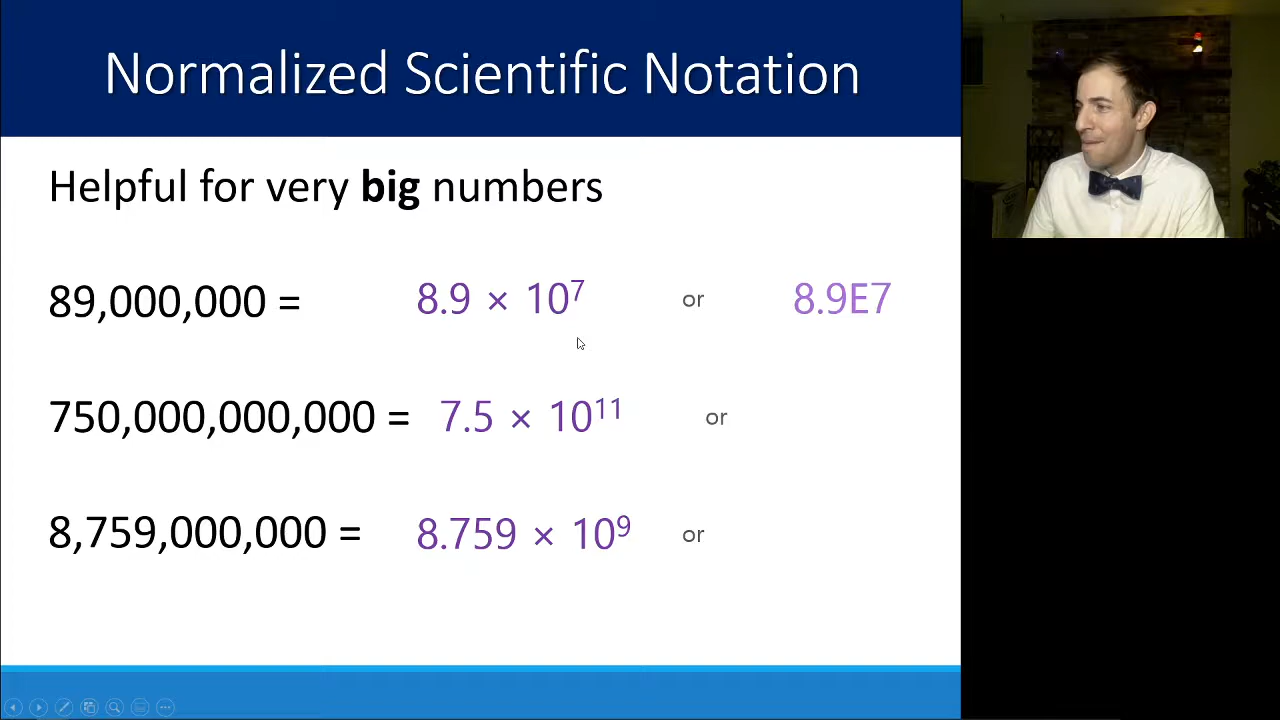 Normalized Scientific Notation
Helpful for very big numbers
89,000,000 = 8.9 × 10⁷ or 8.9E7
750,000,000,000 = 7.5 × 10¹¹ or
8,759,000,000 = 8.759 × 10⁹ or